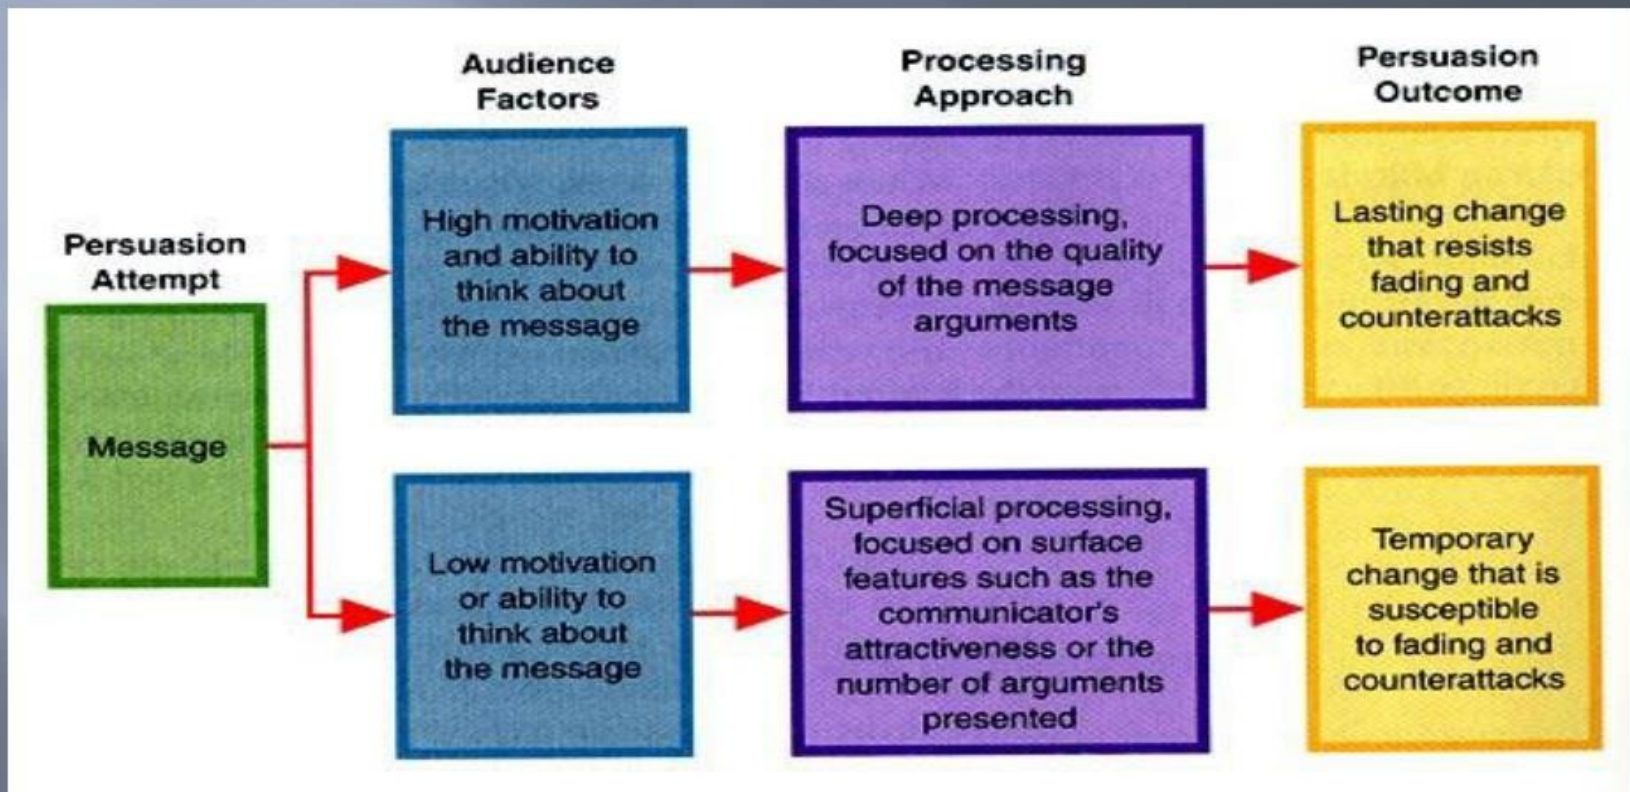 Persuasion
Attempt
Message
Audience
Factors
High motivation
and ability to
think about
the message
Low motivation
or ability to
think about
the message
Processing
Approach
Deep processing,
focused on the quality
of the message
arguments
Superficial processing,
focused on surface
features such as the
communicator's
attractiveness or the
number of arguments
presented
Persuasion
Outcome
Lasting change
that resists
fading and
counterattacks
Temporary
change that is
susceptible
to fading and
counterattacks